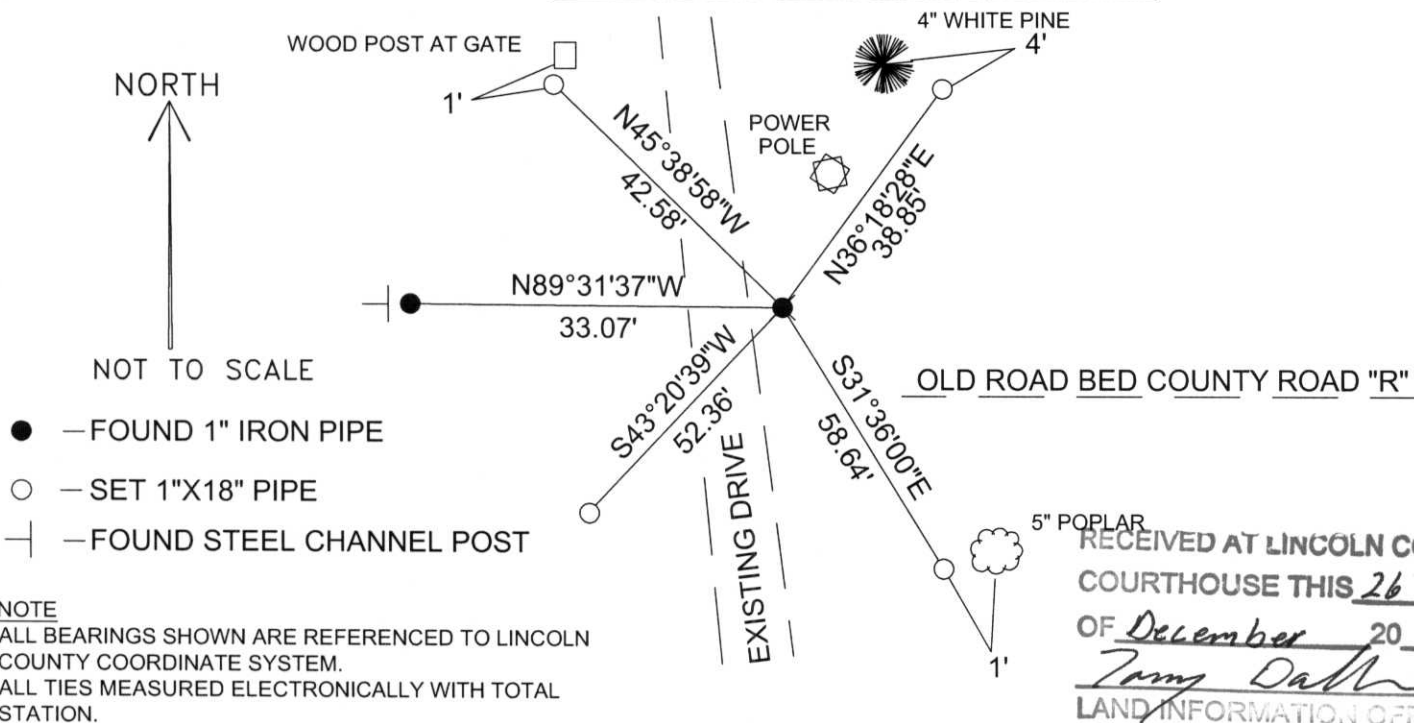 4" WHITE PINE
WOOD POST AT GATE
4'
NORTH
1'
POWER
POLE
N45°38'58"W
42.58'
N36°18'28"E
38.85'
N89°31'37"W
33.07'
NOT TO SCALE
S43°20'39"W
52.36'
S31°36'00"E
58.64'
OLD ROAD BED COUNTY ROAD "R"
FOUND 1" IRON PIPE
SET 1"X18" PIPE
FOUND STEEL CHANNEL POST
EXISTING DRIVE
5" POPLAR
1'
NOTE
ALL BEARINGS SHOWN ARE REFERENCED TO LINCOLN
COUNTY COORDINATE SYSTEM.
ALL TIES MEASURED ELECTRONICALLY WITH TOTAL
STATION.
RECEIVED AT LINCOLN CO
COURTHOUSE THIS 26
OF December 20
LAND INFORMATION OF